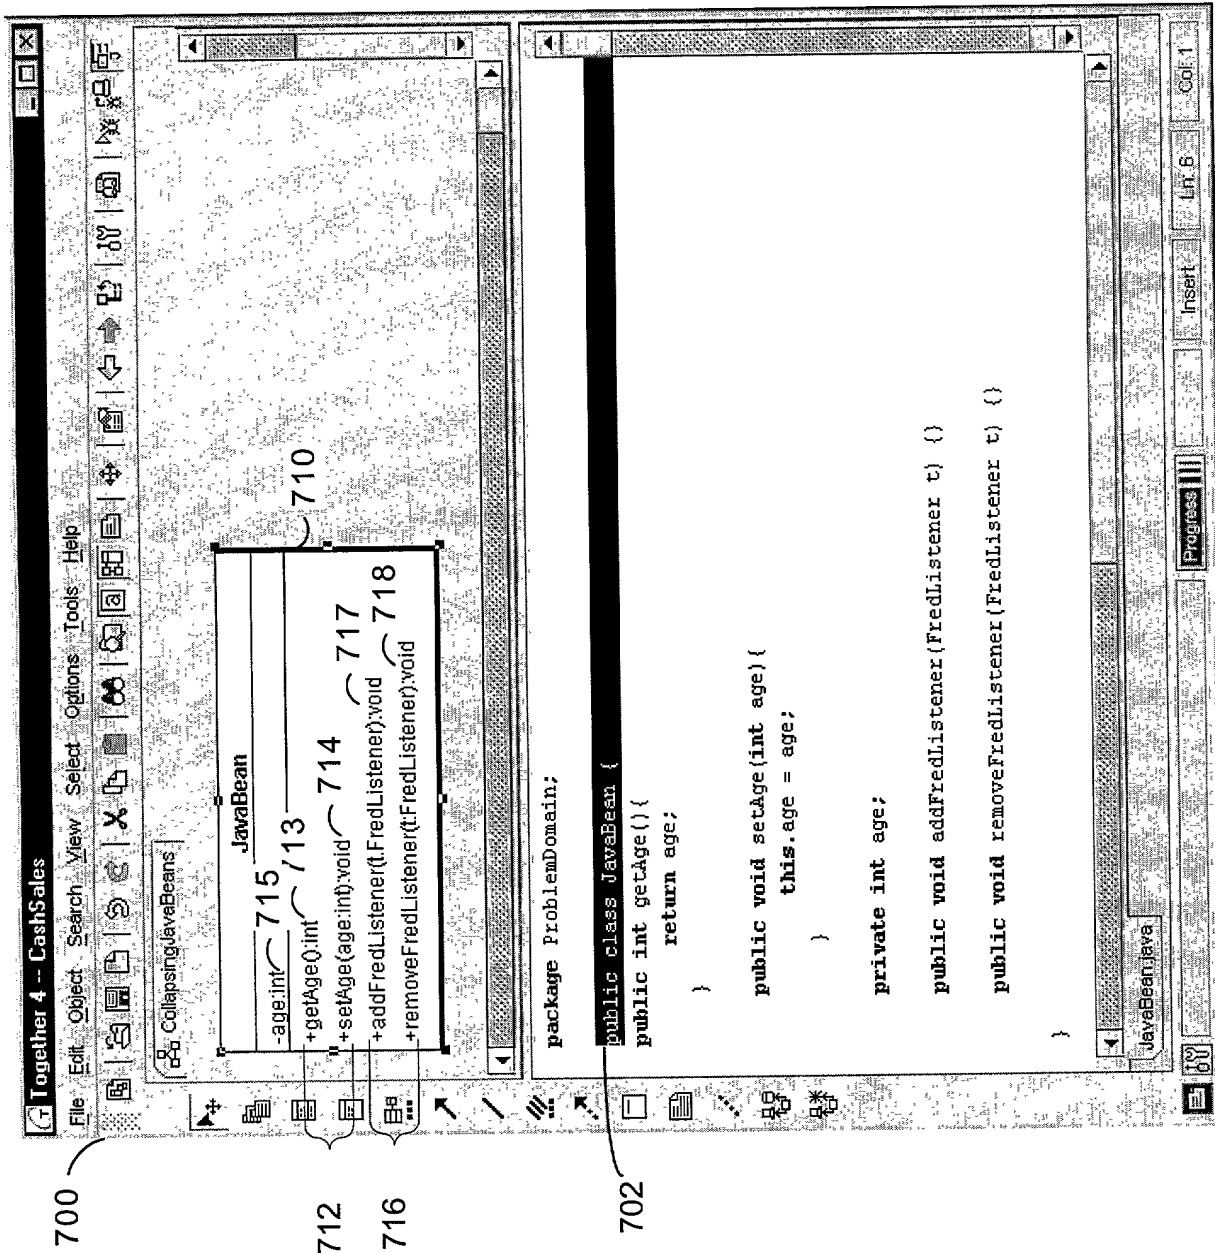 700
Together 4 -- CashSales
File Edit Object Search View Select Options Tools Help
a
CollapsingJavaBeans
JavaBean
-age:int 715
+getAge():int 713
+setAge(age:int):void 714
+addFredListener(t:FredListener):void 717
+removeFredListener(t:FredListener):void 718
710
712
716
package ProblemDomain;
702
public class JavaBean {
public int getAge(){
return age;
}
public void setAge(int age){
this.age = age;
}
private int age;
public void addFredListener(FredListener t) {}
public void removeFredListener(FredListener t) {}
}
JavaBean.java
Progress Insert Ln: 6 Col: 1